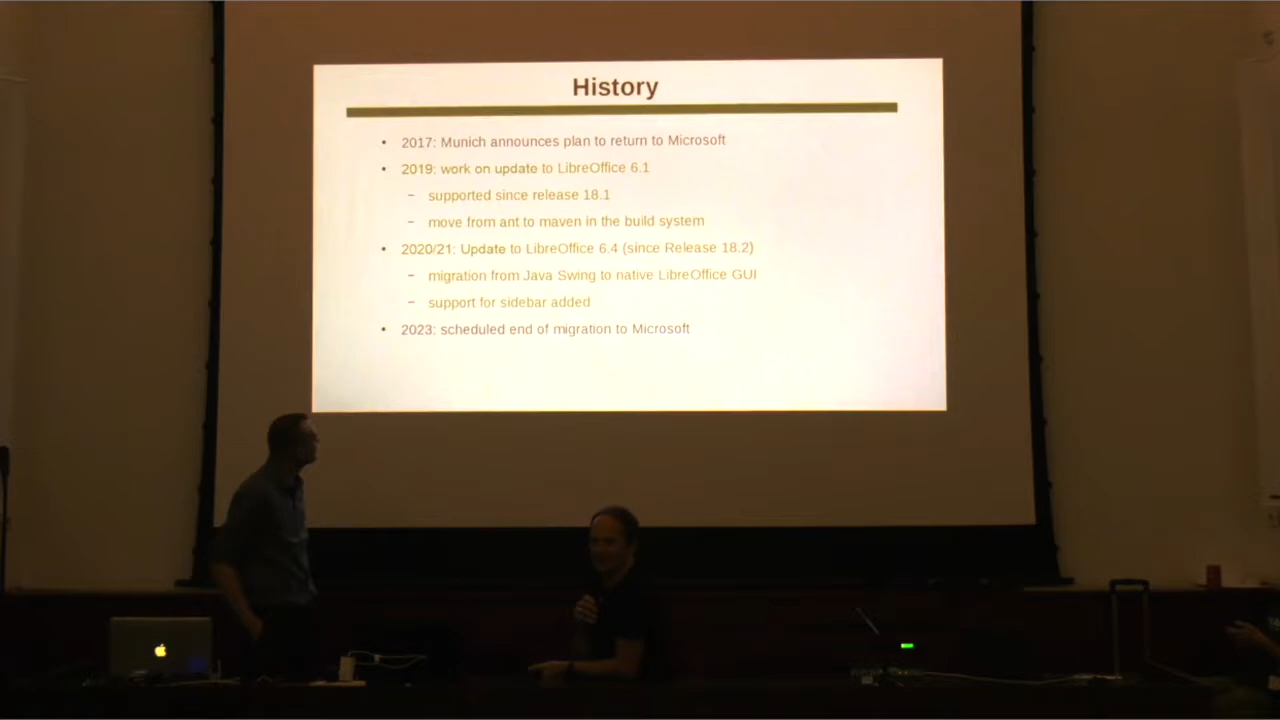 History
• 2017: Munich announces plan to return to Microsoft
• 2019: work on update to LibreOffice 6.1
– supported since release 18.1
– move from ant to maven in the build system
• 2020/21: Update to LibreOffice 6.4 (since Release 18.2)
– migration from Java Swing to native LibreOffice GUI
– support for sidebar added
• 2023: scheduled end of migration to Microsoft